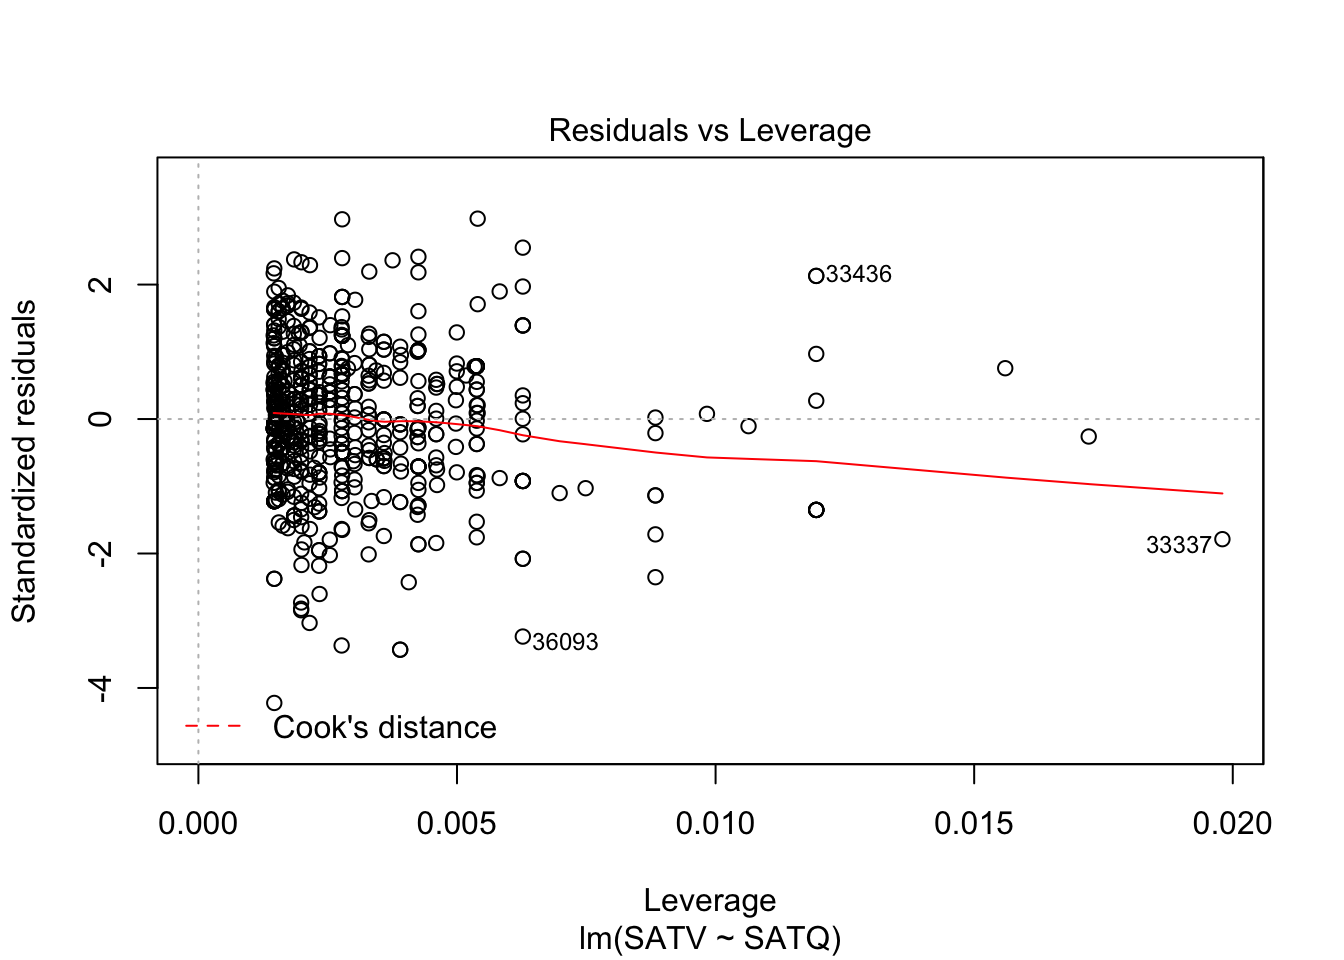 Residuals vs Leverage
Standardized residuals
2
0
-2
-4
33436
33337
36093
Cook's distance
0.000 0.005 0.010 0.015 0.020
Leverage
lm(SATV ~ SATQ)